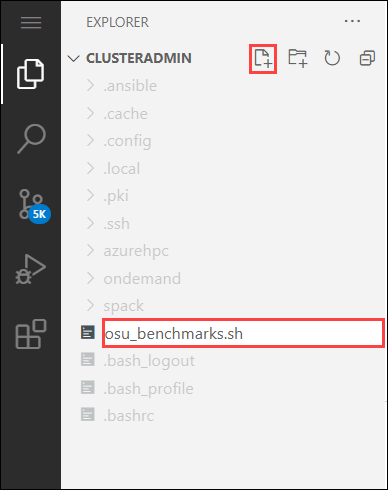 EXPLORER
CLUSTERADMIN
.ansible
.cache
.config
.local
.pki
.ssh
5K
azurehpc
ondemand
spack
osu_benchmarks.sh
.bash_logout
.bash_profile
.bashrc